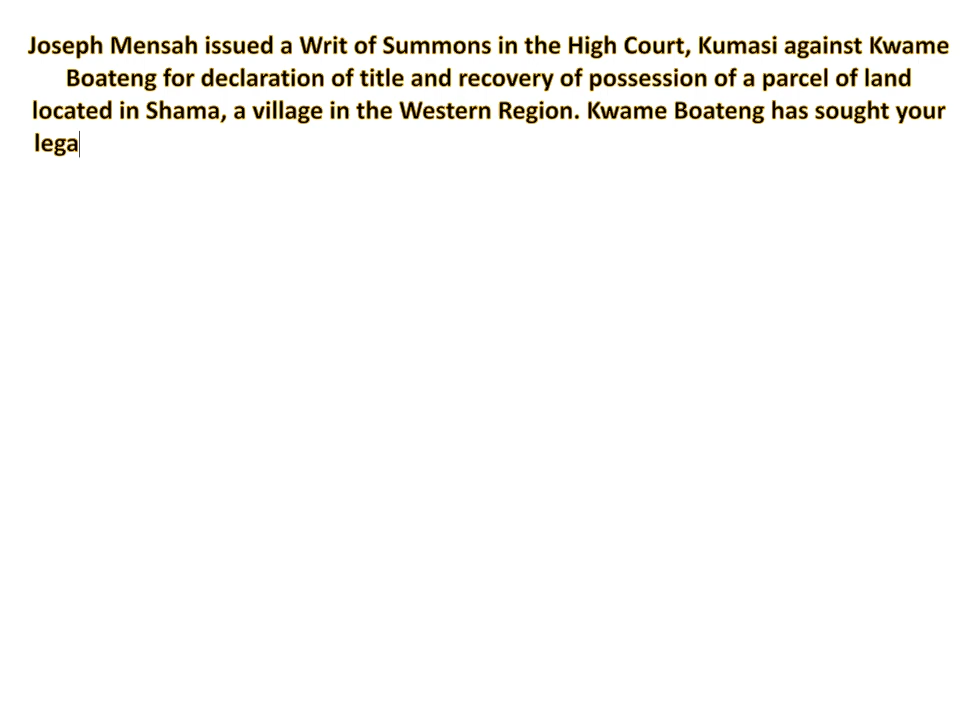 Joseph Mensah issued a Writ of Summons in the High Court, Kumasi against Kwame
Boateng for declaration of title and recovery of possession of a parcel of land
located in Shama, a village in the Western Region. Kwame Boateng has sought your
lega